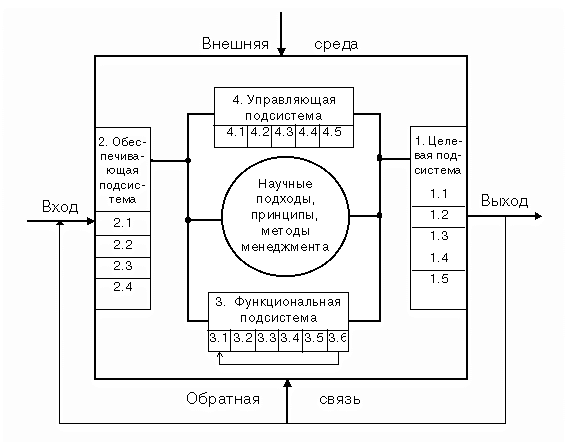 Внешняя среда
4. Управляющая
подсистема
4.1 4.2 4.3 4.4 4.5
2. Обес-
печива-
ющая
подсис-
тема
2.1
2.2
2.3
2.4
1. Целе-
вая под-
система
1.1
1.2
1.3
1.4
1.5
Научные
подходы,
принципы,
методы
менеджмента
Вход
Выход
3. Функциональная
подсистема
3.1 3.2 3.3 3.4 3.5 3.6
Обратная связь